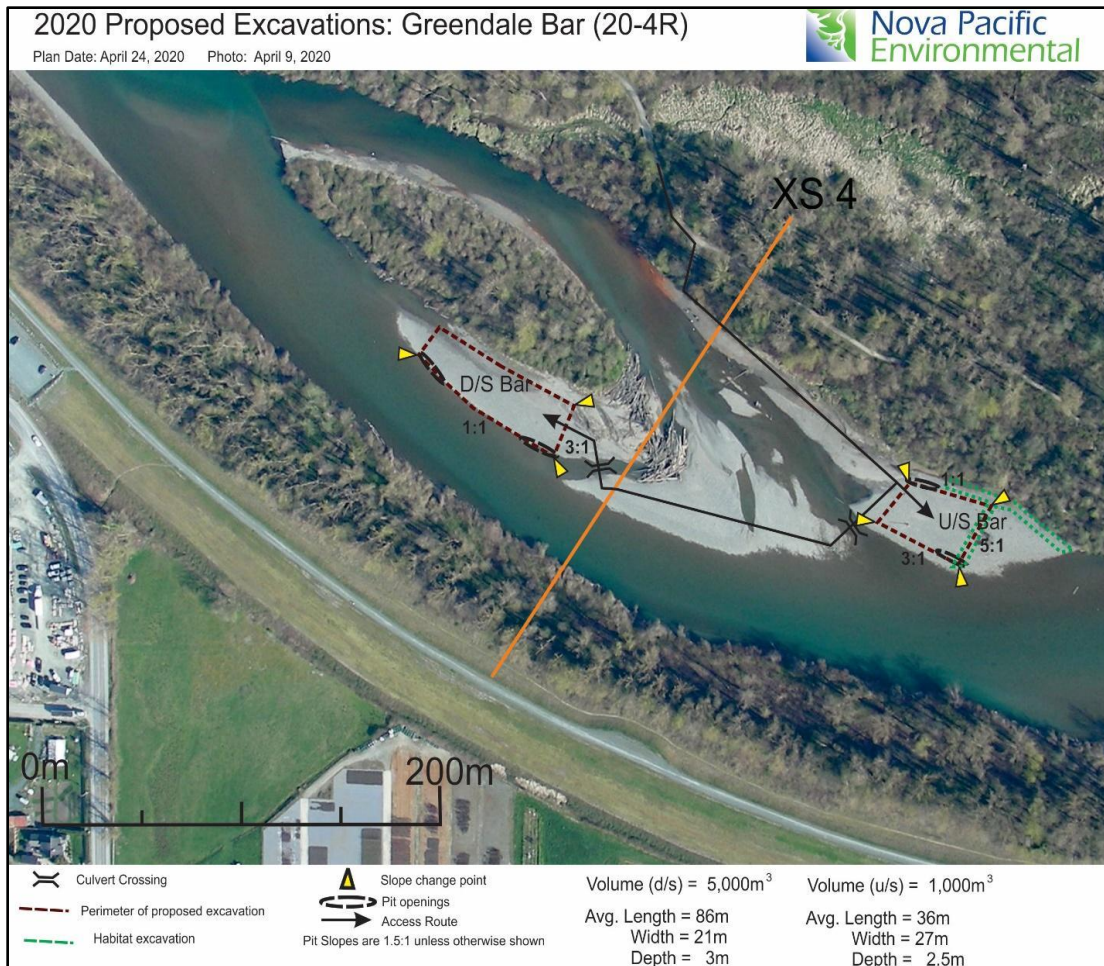 2020 Proposed Excavations: Greendale Bar (20-4R)
Plan Date: April 24, 2020 Photo: April 9, 2020
Nova Pacific
Environmental
XS 4
D/S Bar
1:1
3:1
1:1
U/S Bar
3:1
5:1
0m
200m
Culvert Crossing
Perimeter of proposed excavation
Habitat excavation
Slope change point
Pit openings
Access Route
Pit Slopes are 1.5:1 unless otherwise shown
Volume (d/s) = 5,000m³
Avg. Length = 86m
Width = 21m
Depth = 3m
Volume (u/s) = 1,000m³
Avg. Length = 36m
Width = 27m
Depth = 2.5m